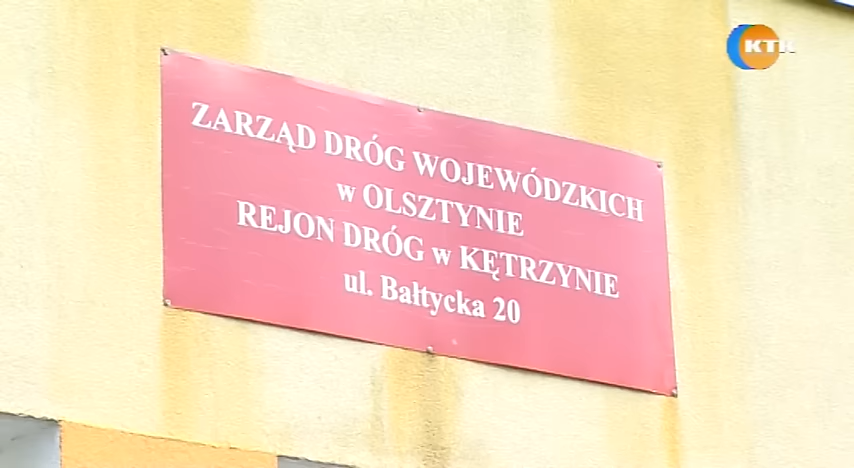 KTK
ZARZĄD DRÓG WOJEWÓDZKICH
w OLSZTYNIE
REJON DRÓG w KĘTRZYNIE
ul. Bałtycka 20